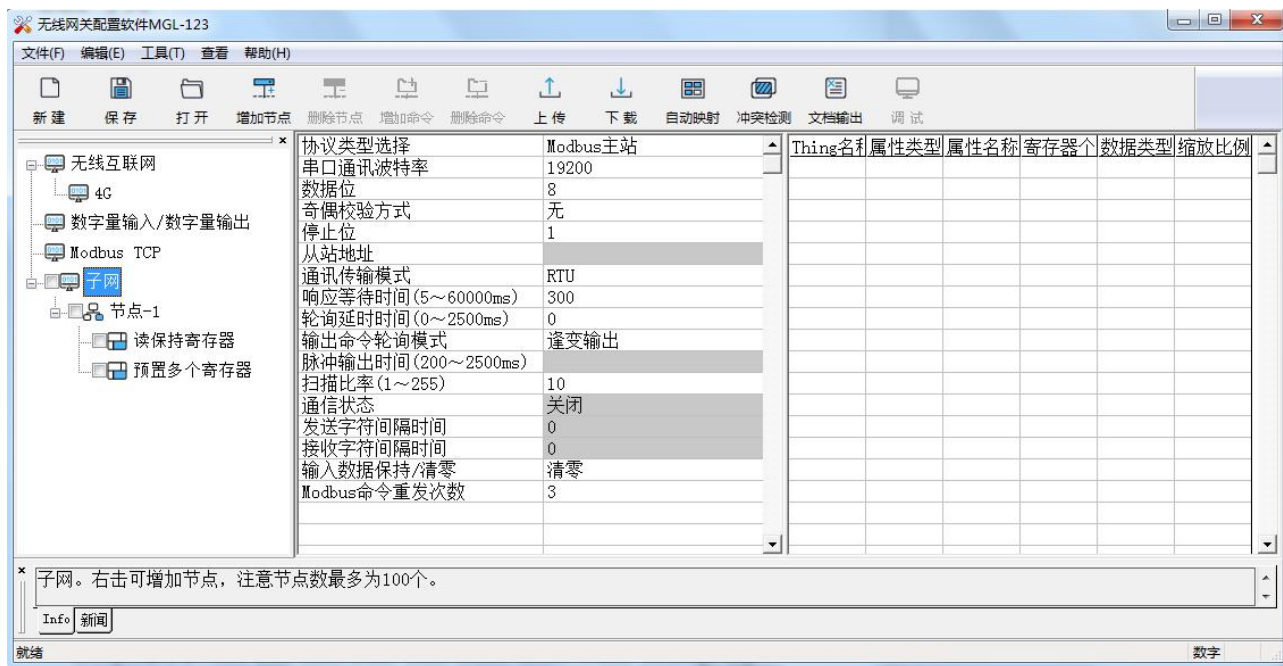 无线网关配置软件MGL-123
文件(F) 编辑(E) 工具(T) 查看 帮助(H)
新建 保存 打开 增加节点 删除节点 增加命令 删除命令 上传 下载 自动映射 冲突检测 文档输出 调试
无线互联网
4G
数字量输入/数字量输出
Modbus TCP
子网
节点-1
读保持寄存器
预置多个寄存器
协议类型选择 Modbus主站
串口通讯波特率 19200
数据位 8
奇偶校验方式 无
停止位 1
从站地址
通讯传输模式 RTU
响应等待时间(5~60000ms) 300
轮询延时时间(0~2500ms) 0
输出命令轮询模式 逢变输出
脉冲输出时间(200~2500ms)
扫描比率(1~255) 10
通信状态 关闭
发送字符间隔时间 0
接收字符间隔时间 0
输入数据保持/清零 清零
Modbus命令重发次数 3
Thing名 属性类型 属性名称 寄存器个 数据类型 缩放比例
子网。右击可增加节点，注意节点数最多为100个。
Info 新闻
就绪 数字